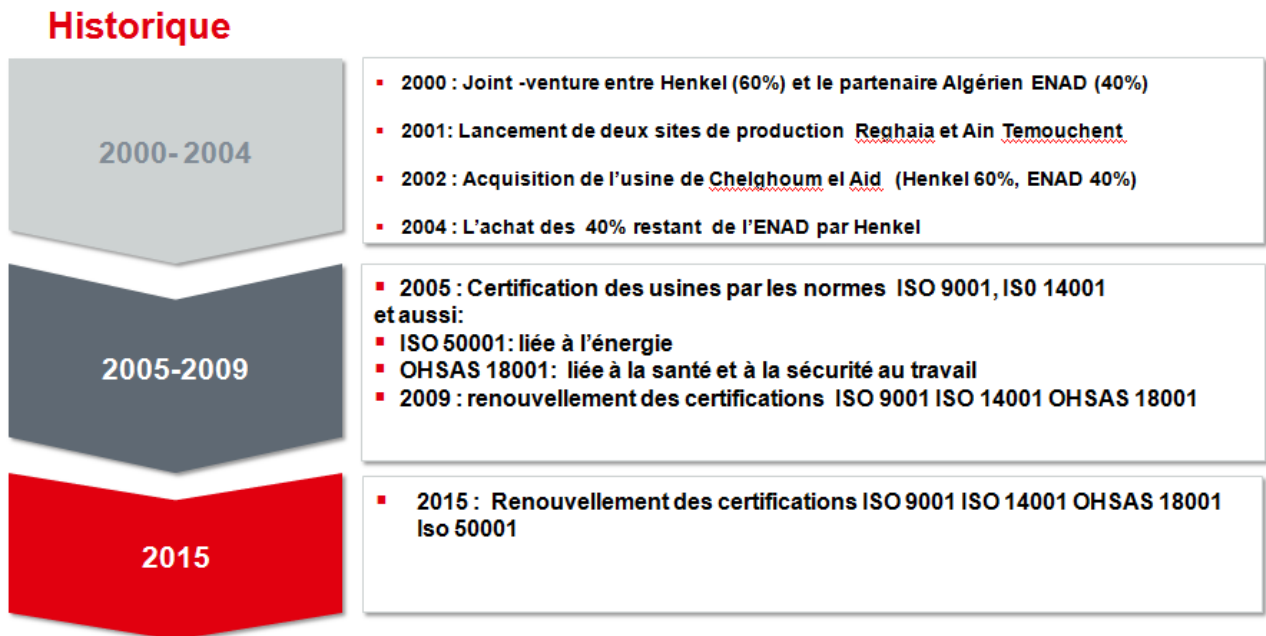 Historique
2000- 2004
▪ 2000 : Joint -venture entre Henkel (60%) et le partenaire Algérien ENAD (40%)
▪ 2001: Lancement de deux sites de production Reghaia et Ain Temouchent
▪ 2002 : Acquisition de l’usine de Chelghoum el Aid (Henkel 60%, ENAD 40%)
▪ 2004 : L’achat des 40% restant de l’ENAD par Henkel
2005-2009
▪ 2005 : Certification des usines par les normes ISO 9001, IS0 14001
et aussi:
▪ ISO 50001: liée à l’énergie
▪ OHSAS 18001: liée à la santé et à la sécurité au travail
▪ 2009 : renouvellement des certifications ISO 9001 ISO 14001 OHSAS 18001
2015
▪ 2015 : Renouvellement des certifications ISO 9001 ISO 14001 OHSAS 18001
Iso 50001